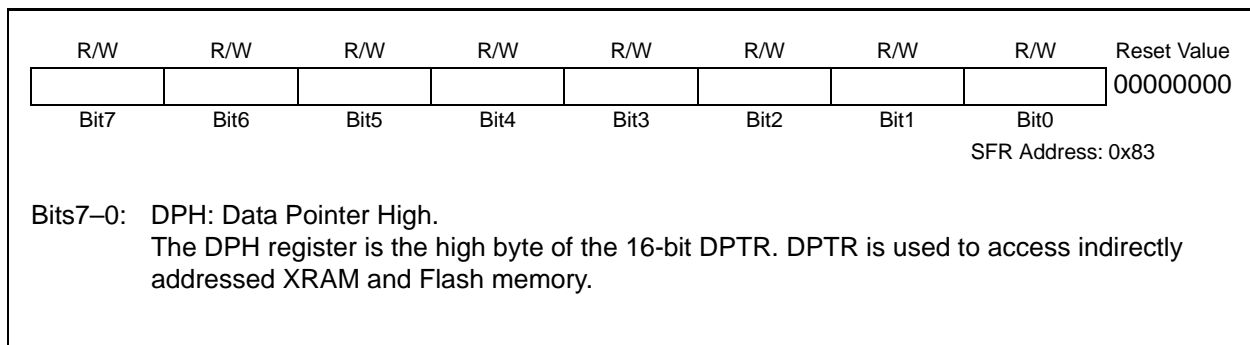 R/W R/W R/W R/W R/W R/W R/W R/W Reset Value
00000000
Bit7 Bit6 Bit5 Bit4 Bit3 Bit2 Bit1 Bit0
SFR Address: 0x83
Bits7–0: DPH: Data Pointer High.
The DPH register is the high byte of the 16-bit DPTR. DPTR is used to access indirectly
addressed XRAM and Flash memory.